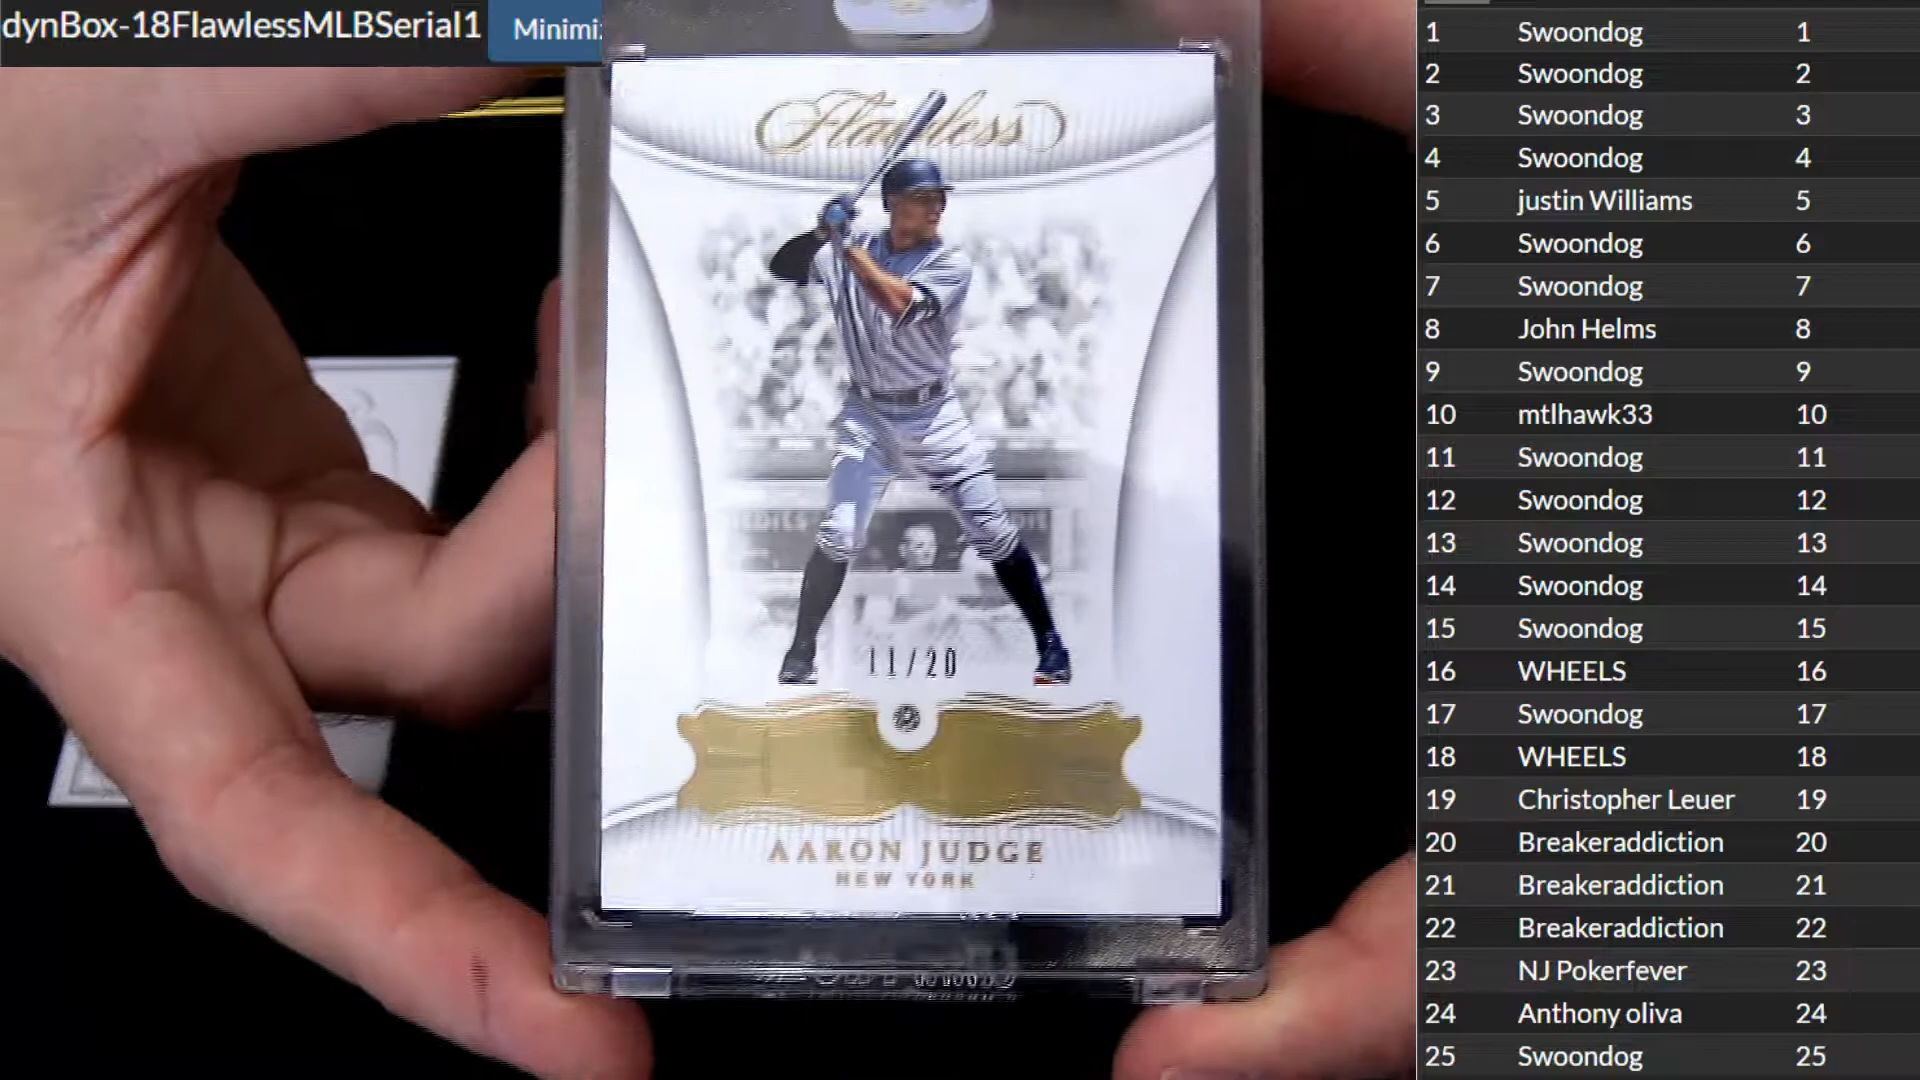 dynBox-18FlawlessMLBSerial1 Minimi
Flawless
11/20
AARON JUDGE
NEW YORK
1 Swoondog 1
2 Swoondog 2
3 Swoondog 3
4 Swoondog 4
5 justin Williams 5
6 Swoondog 6
7 Swoondog 7
8 John Helms 8
9 Swoondog 9
10 mtlhawk33 10
11 Swoondog 11
12 Swoondog 12
13 Swoondog 13
14 Swoondog 14
15 Swoondog 15
16 WHEELS 16
17 Swoondog 17
18 WHEELS 18
19 Christopher Leuer 19
20 Breakeraddiction 20
21 Breakeraddiction 21
22 Breakeraddiction 22
23 NJ Pokerfever 23
24 Anthony oliva 24
25 Swoondog 25